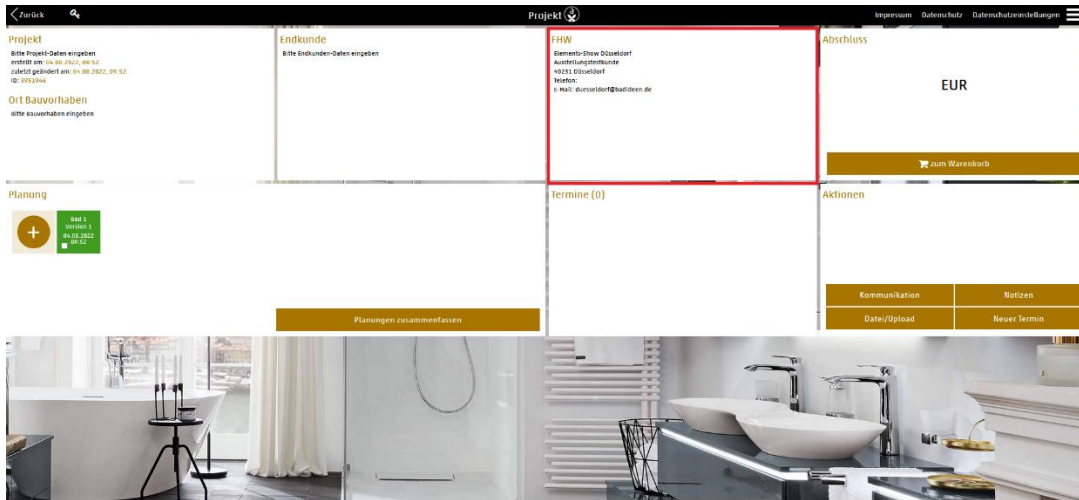 Zurück
Projekt
Impressum Datenschutz Datenschutzeinstellungen
Projekt
Bitte Projekt-Daten eingeben
erstellt am: 04.08.2022, 09:52
zuletzt geändert am: 04.08.2022, 09:52
ID: 3951046
Ort Bauvorhaben
Bitte Bauvorhaben eingeben
Endkunde
Bitte Endkunden-Daten eingeben
FHW
Elements-Show Düsseldorf
Ausstellungstestkunde
40231 Düsseldorf
Telefon:
E-Mail: duesseldorf@badideen.de
Abschluss
EUR
zum Warenkorb
Planung
+
Bad 1
Version 1
04.08.2022
09:52
Planungen zusammenfassen
Termine (0)
Aktionen
Kommunikation
Notizen
Datei/Upload
Neuer Termin